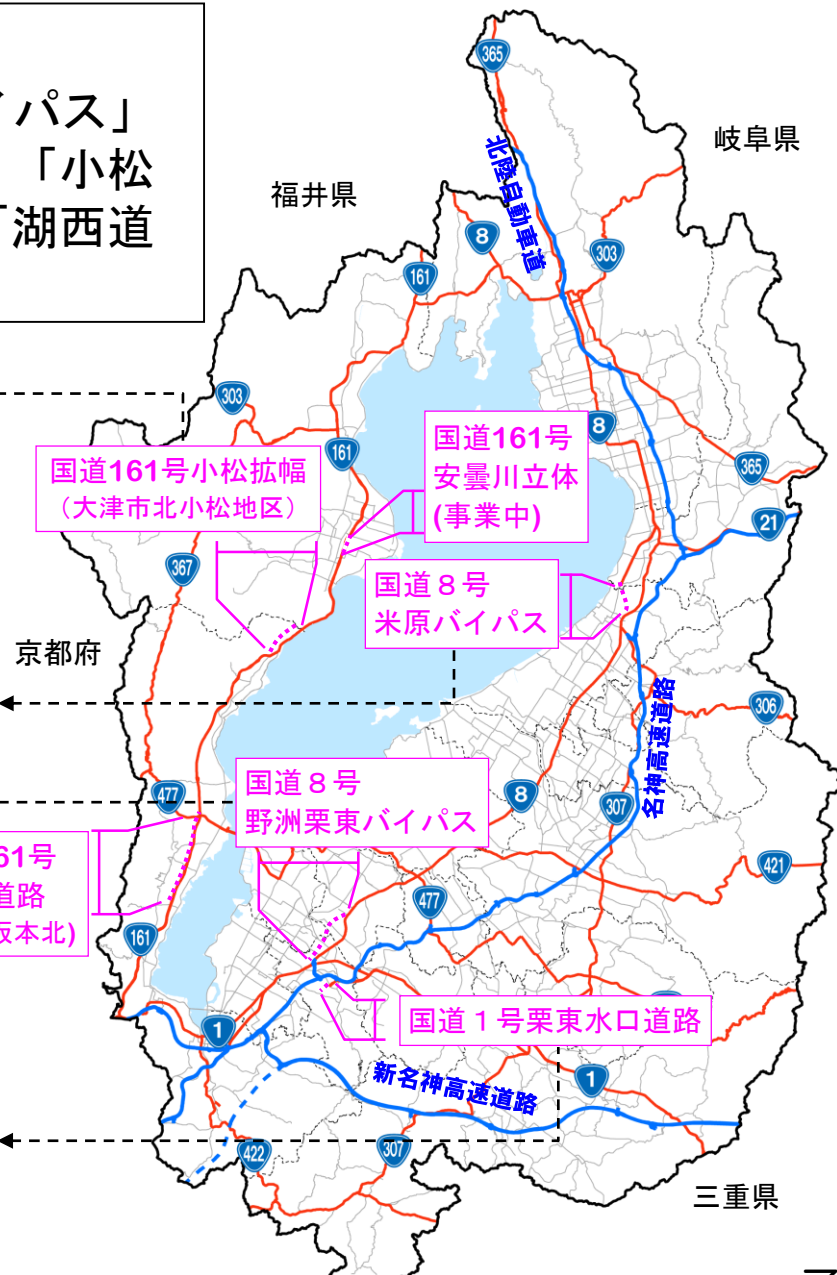 イパス」
「小松
「湖西道
365
岐阜県
北陸自動車道
福井県
8
303
161
303
国道161号小松拡幅
（大津市北小松地区）
161
国道161号
安曇川立体
(事業中)
8
365
21
367
国道８号
米原バイパス
京都府
306
名神高速道路
477
国道８号
野洲栗東バイパス
8
307
61号
道路
坂本北)
421
477
161
国道１号栗東水口道路
1
新名神高速道路
1
422
307
三重県